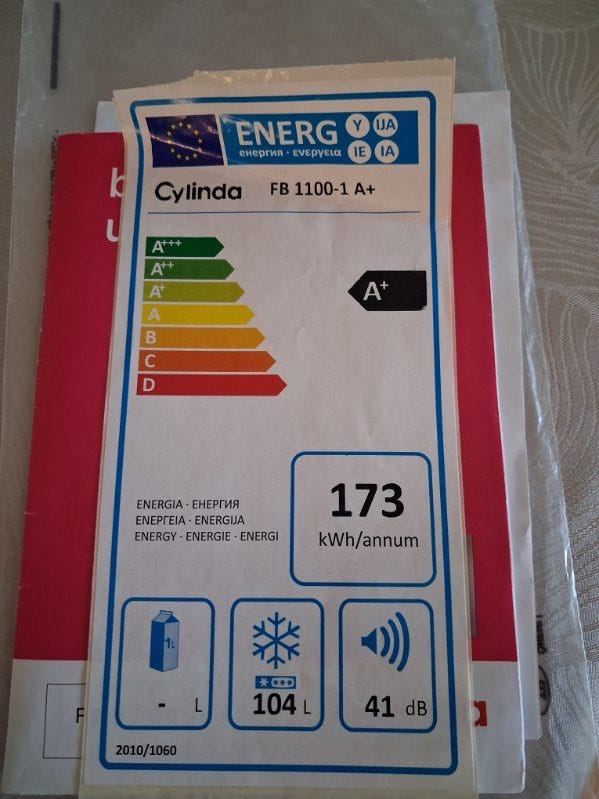 ENERG Y IJA
енергия · ενεργεια IE IA
Cylinda FB 1100-1 A+
A+++
A++
A+
A+
A
B
C
D
ENERGIA · ЕНЕРГИЯ
ΕΝΕΡΓΕΙΑ · ENERGIJA
ENERGY · ENERGIE · ENERGI
173
kWh/annum
1L
- L
104 L
41 dB
2010/1060
b
u
F
a